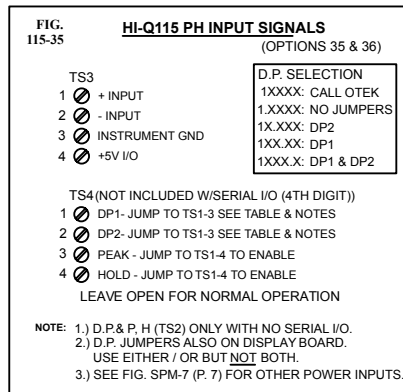 FIG.
115-35
HI-Q115 PH INPUT SIGNALS
(OPTIONS 35 & 36)
TS3
1 + INPUT
2 - INPUT
3 INSTRUMENT GND
4 +5V I/O
D.P. SELECTION
1XXXX: CALL OTEK
1.XXXX: NO JUMPERS
1X.XXX: DP2
1XX.XX: DP1
1XXX.X: DP1 & DP2
TS4 (NOT INCLUDED W/SERIAL I/O (4TH DIGIT))
1 DP1- JUMP TO TS1-3 SEE TABLE & NOTES
2 DP2- JUMP TO TS1-3 SEE TABLE & NOTES
3 PEAK - JUMP TO TS1-4 TO ENABLE
4 HOLD - JUMP TO TS1-4 TO ENABLE
LEAVE OPEN FOR NORMAL OPERATION
NOTE: 1.) D.P.& P, H (TS2) ONLY WITH NO SERIAL I/O.
2.) D.P. JUMPERS ALSO ON DISPLAY BOARD.
USE EITHER / OR BUT NOT BOTH.
3.) SEE FIG. SPM-7 (P. 7) FOR OTHER POWER INPUTS.